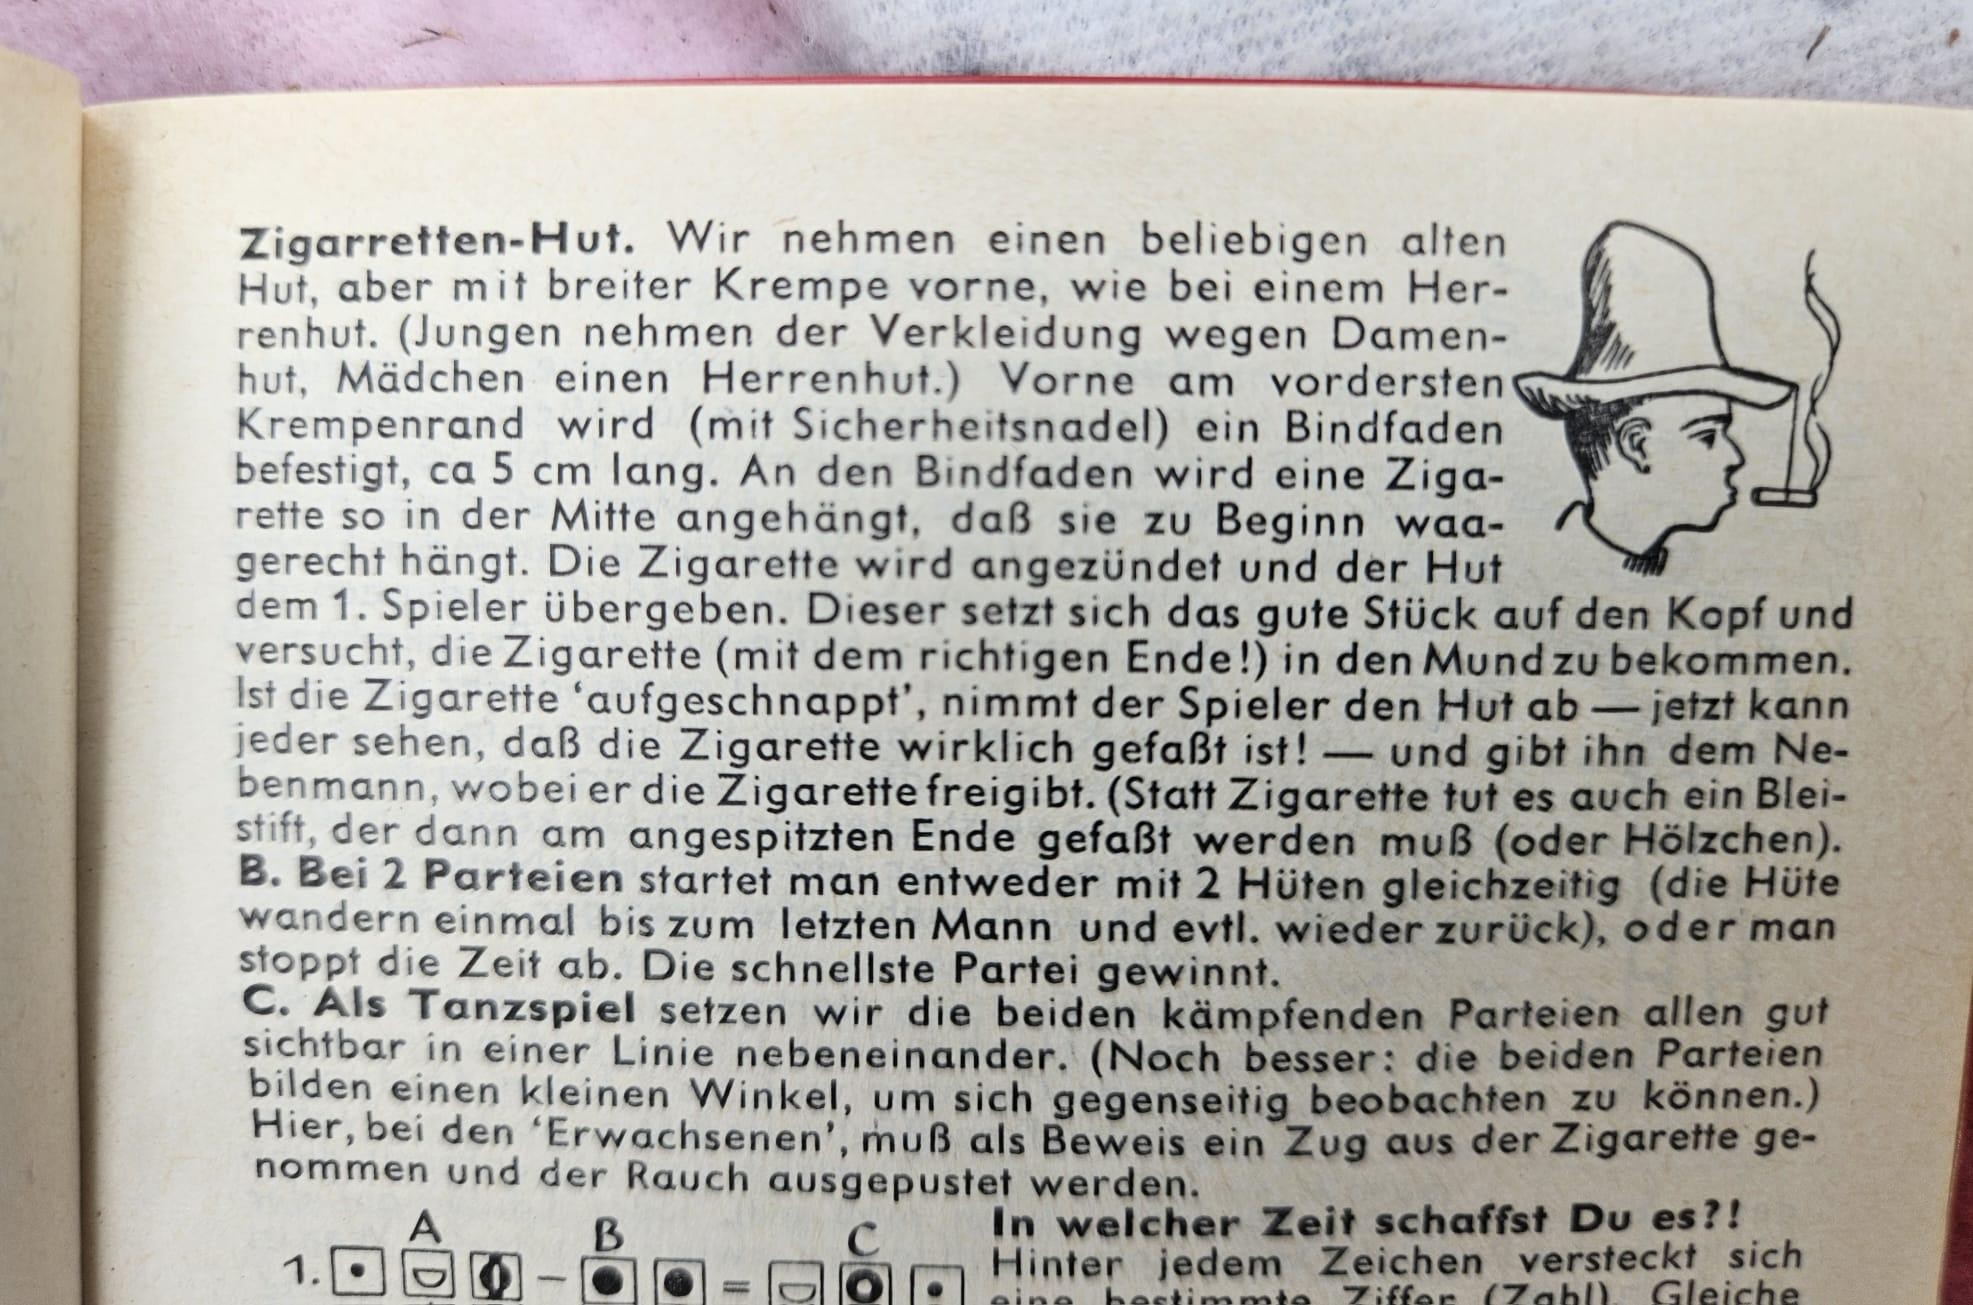 Zigarretten-Hut. Wir nehmen einen beliebigen alten
Hut, aber mit breiter Krempe vorne, wie bei einem Her-
renhut. (Jungen nehmen der Verkleidung wegen Damen-
hut, Mädchen einen Herrenhut.) Vorne am vordersten
Krempenrand wird (mit Sicherheitsnadel) ein Bindfaden
befestigt, ca 5 cm lang. An den Bindfaden wird eine Ziga-
rette so in der Mitte angehängt, daß sie zu Beginn waa-
gerecht hängt. Die Zigarette wird angezündet und der Hut
dem 1. Spieler übergeben. Dieser setzt sich das gute Stück auf den Kopf und
versucht, die Zigarette (mit dem richtigen Ende!) in den Mund zu bekommen.
Ist die Zigarette ‘aufgeschnappt’, nimmt der Spieler den Hut ab — jetzt kann
jeder sehen, daß die Zigarette wirklich gefaßt ist! — und gibt ihn dem Ne-
benmann, wobei er die Zigarette freigibt. (Statt Zigarette tut es auch ein Blei-
stift, der dann am angespitzten Ende gefaßt werden muß (oder Hölzchen).
B. Bei 2 Parteien startet man entweder mit 2 Hüten gleichzeitig (die Hüte
wandern einmal bis zum letzten Mann und evtl. wieder zurück), oder man
stoppt die Zeit ab. Die schnellste Partei gewinnt.
C. Als Tanzspiel setzen wir die beiden kämpfenden Parteien allen gut
sichtbar in einer Linie nebeneinander. (Noch besser: die beiden Parteien
bilden einen kleinen Winkel, um sich gegenseitig beobachten zu können.)
Hier, bei den ‘Erwachsenen’, muß als Beweis ein Zug aus der Zigarette ge-
nommen und der Rauch ausgepustet werden.
A B C
1. – =
In welcher Zeit schaffst Du es?!
Hinter jedem Zeichen versteckt sich
eine bestimmte Ziffer (Zahl). Gleiche